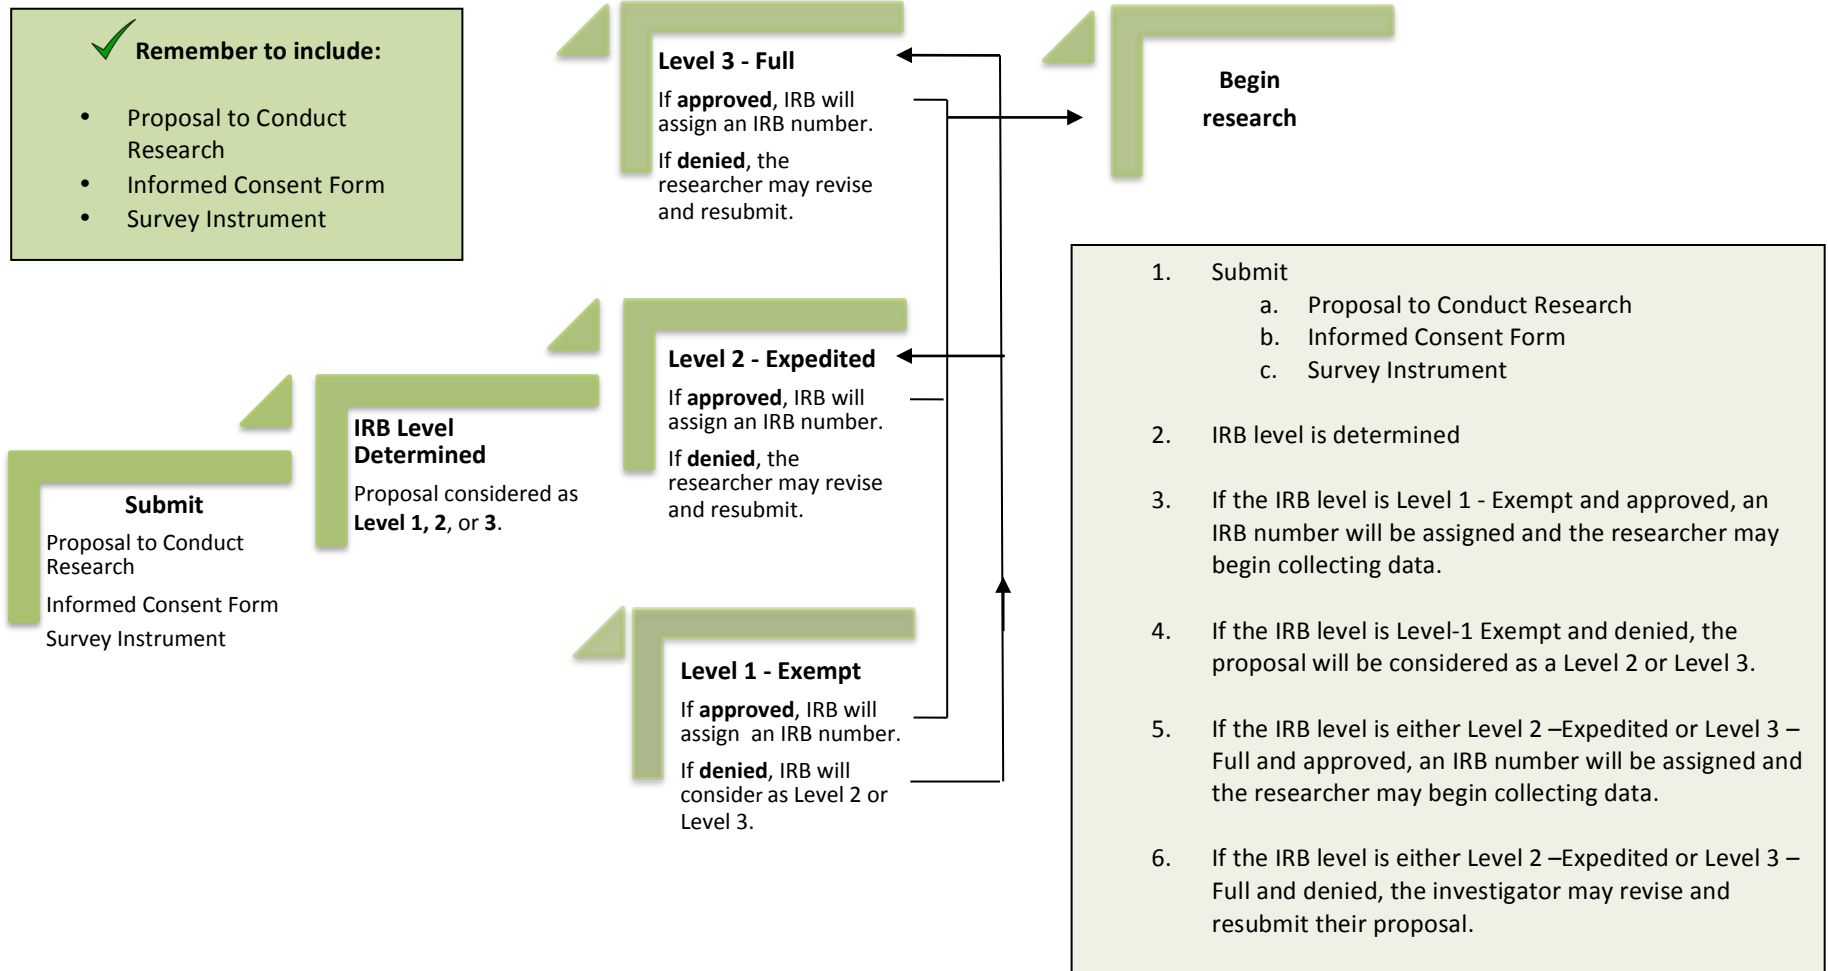 Remember to include:
• Proposal to Conduct
Research
• Informed Consent Form
• Survey Instrument
Level 3 - Full
If approved, IRB will
assign an IRB number.
If denied, the
researcher may revise
and resubmit.
Begin
research
Level 2 - Expedited
If approved, IRB will
assign an IRB number.
If denied, the
researcher may revise
and resubmit.
IRB Level
Determined
Proposal considered as
Level 1, 2, or 3.
Submit
Proposal to Conduct
Research
Informed Consent Form
Survey Instrument
Level 1 - Exempt
If approved, IRB will
assign  an IRB number.
If denied, IRB will
consider as Level 2 or
Level 3.
1. Submit
a. Proposal to Conduct Research
b. Informed Consent Form
c. Survey Instrument
2. IRB level is determined
3. If the IRB level is Level 1 - Exempt and approved, an
IRB number will be assigned and the researcher may
begin collecting data.
4. If the IRB level is Level-1 Exempt and denied, the
proposal will be considered as a Level 2 or Level 3.
5. If the IRB level is either Level 2 –Expedited or Level 3 –
Full and approved, an IRB number will be assigned and
the researcher may begin collecting data.
6. If the IRB level is either Level 2 –Expedited or Level 3 –
Full and denied, the investigator may revise and
resubmit their proposal.